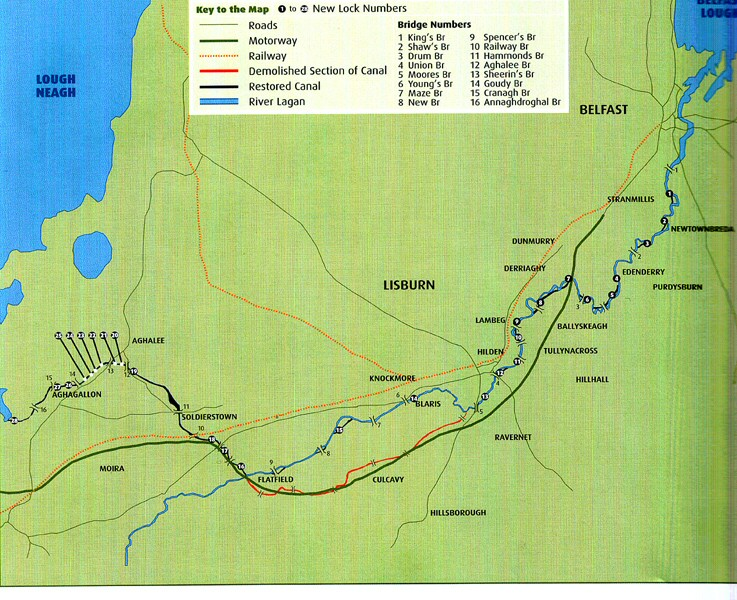 Key to the Map 1 to 28 New Lock Numbers
Roads
Motorway
Railway
Demolished Section of Canal
Restored Canal
River Lagan
Bridge Numbers
1 King's Br
2 Shaw's Br
3 Drum Br
4 Union Br
5 Moores Br
6 Young's Br
7 Maze Br
8 New Br
9 Spencer's Br
10 Railway Br
11 Hammonds Br
12 Aghalee Br
13 Sheerin's Br
14 Goudy Br
15 Cranagh Br
16 Annaghdroghal Br
BELFAST
LOUGH
LOUGH
NEAGH
BELFAST
STRANMILLIS
NEWTOWNBREDA
DUNMURRY
DERRIAGHY
EDENDERRY
PURDYSBURN
LISBURN
LAMBEG
BALLYSKEAGH
HILDEN
TULLYNACROSS
AGHALEE
KNOCKMORE
HILLHALL
AGHAGALLON
BLARIS
SOLDIERSTOWN
RAVERNET
MOIRA
FLATFIELD
CULCAVY
HILLSBOROUGH